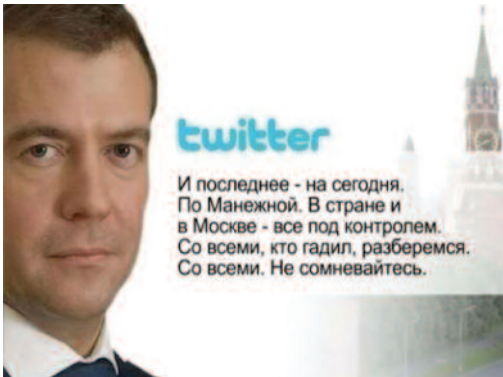 twitter
И последнее - на сегодня.
По Манежной. В стране и
в Москве - все под контролем.
Со всеми, кто гадил, разберемся.
Со всеми. Не сомневайтесь.